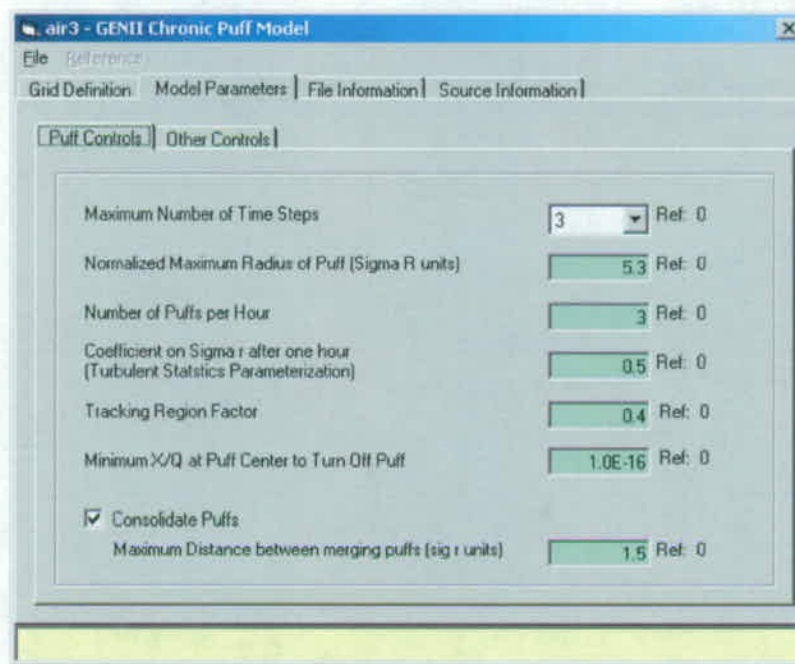 air3 - GENII Chronic Puff Model
File Reference
Grid Definition Model Parameters File Information Source Information
Puff Controls Other Controls
Maximum Number of Time Steps 3 Ref: 0
Normalized Maximum Radius of Puff (Sigma R units) 5.3 Ref: 0
Number of Puffs per Hour 3 Ref: 0
Coefficient on Sigma r after one hour
(Turbulent Statstics Parameterization) 0.5 Ref: 0
Tracking Region Factor 0.4 Ref: 0
Minimum X/Q at Puff Center to Turn Off Puff 1.0E-16 Ref: 0
Consolidate Puffs
Maximum Distance between merging puffs (sig r units) 1.5 Ref: 0